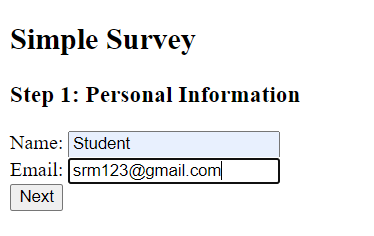 Simple Survey
Step 1: Personal Information
Name: Student
Email: srm123@gmail.com
Next